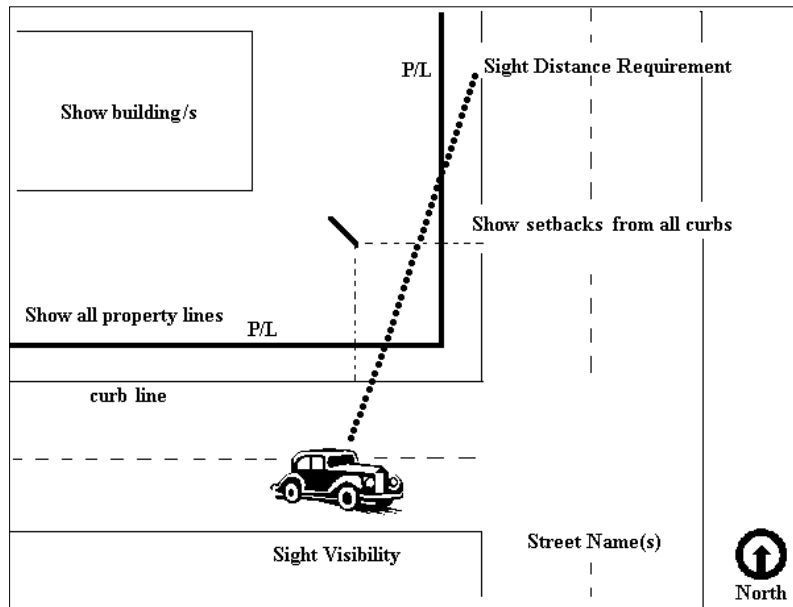 P/L
Sight Distance Requirement
Show building/s
Show setbacks from all curbs
Show all property lines
P/L
curb line
Sight Visibility
Street Name(s)
North